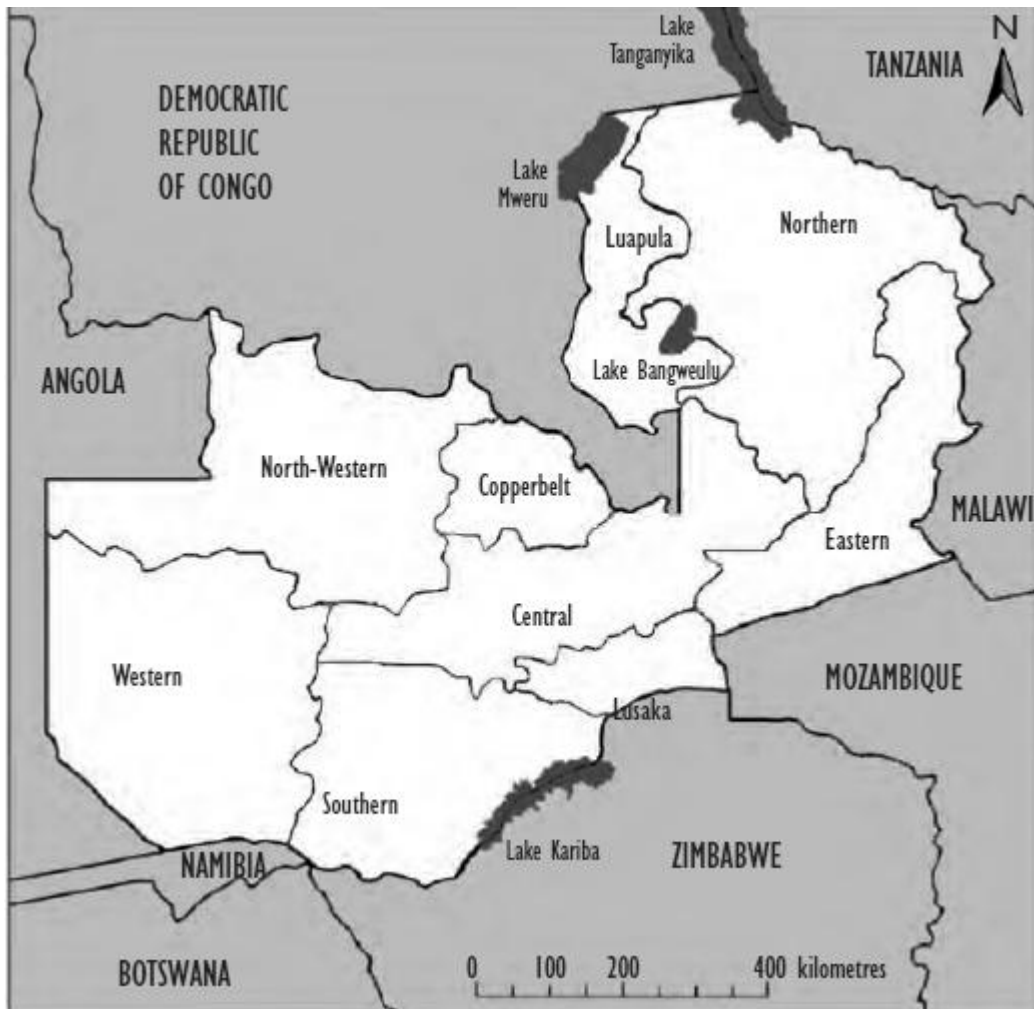 Lake
Tanganyika
N
TANZANIA
DEMOCRATIC
REPUBLIC
OF CONGO
Lake
Mweru
Luapula
Northern
ANGOLA
Lake Bangweulu
North-Western
Copperbelt
MALAWI
Eastern
Central
Western
MOZAMBIQUE
Lusaka
Southern
Lake Kariba
ZIMBABWE
NAMIBIA
BOTSWANA
0 100 200 400 kilometres